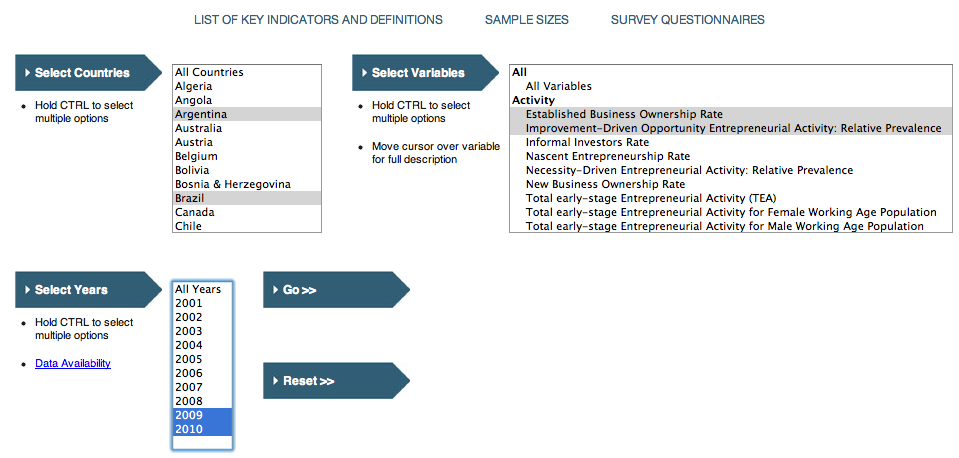 LIST OF KEY INDICATORS AND DEFINITIONS SAMPLE SIZES SURVEY QUESTIONNAIRES
Select Countries
Hold CTRL to select
multiple options
All Countries
Algeria
Angola
Argentina
Australia
Austria
Belgium
Bolivia
Bosnia & Herzegovina
Brazil
Canada
Chile
Select Variables
Hold CTRL to select
multiple options
Move cursor over variable
for full description
All
All Variables
Activity
Established Business Ownership Rate
Improvement-Driven Opportunity Entrepreneurial Activity: Relative Prevalence
Informal Investors Rate
Nascent Entrepreneurship Rate
Necessity-Driven Entrepreneurial Activity: Relative Prevalence
New Business Ownership Rate
Total early-stage Entrepreneurial Activity (TEA)
Total early-stage Entrepreneurial Activity for Female Working Age Population
Total early-stage Entrepreneurial Activity for Male Working Age Population
Select Years
Hold CTRL to select
multiple options
Data Availability
All Years
2001
2002
2003
2004
2005
2006
2007
2008
2009
2010
Go >>
Reset >>